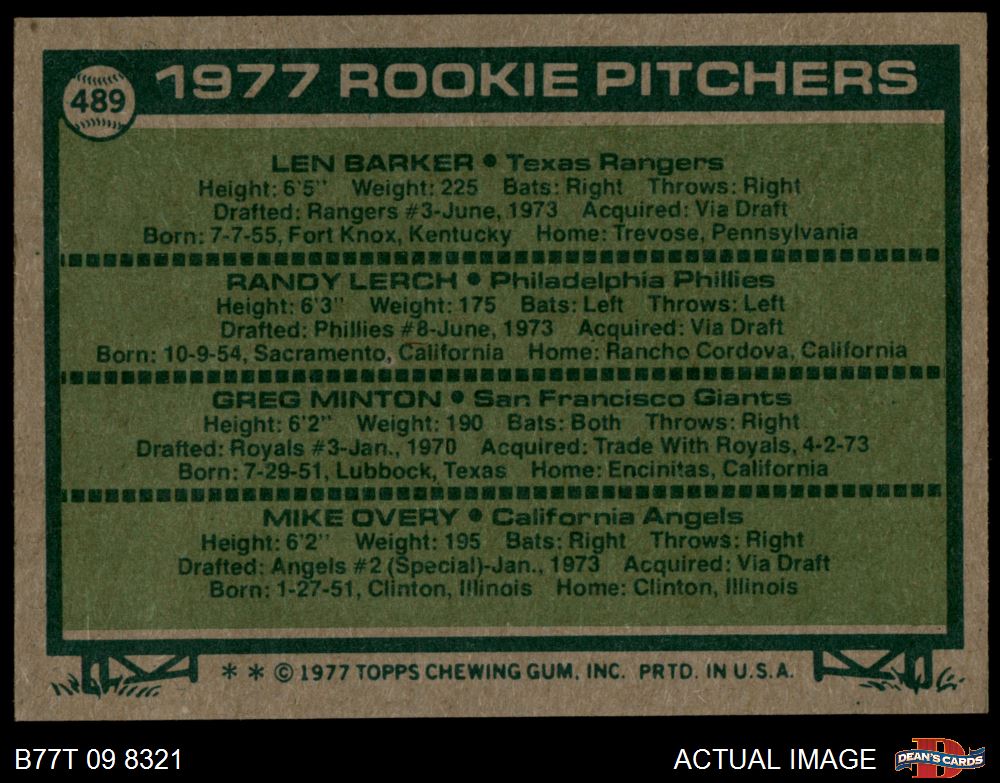 489
1977 ROOKIE PITCHERS
LEN BARKER • Texas Rangers
Height: 6'5" Weight: 225 Bats: Right Throws: Right
Drafted: Rangers #3-June, 1973 Acquired: Via Draft
Born: 7-7-55, Fort Knox, Kentucky Home: Trevose, Pennsylvania
RANDY LERCH • Philadelphia Phillies
Height: 6'3" Weight: 175 Bats: Left Throws: Left
Drafted: Phillies #8-June, 1973 Acquired: Via Draft
Born: 10-9-54, Sacramento, California Home: Rancho Cordova, California
GREG MINTON • San Francisco Giants
Height: 6'2" Weight: 190 Bats: Both Throws: Right
Drafted: Royals #3-Jan., 1970 Acquired: Trade With Royals, 4-2-73
Born: 7-29-51, Lubbock, Texas Home: Encinitas, California
MIKE OVERY • California Angels
Height: 6'2" Weight: 195 Bats: Right Throws: Right
Drafted: Angels #2 (Special)-Jan., 1973 Acquired: Via Draft
Born: 1-27-51, Clinton, Illinois Home: Clinton, Illinois
* * © 1977 TOPPS CHEWING GUM, INC. PRTD. IN U.S.A.
B77T 09 8321
ACTUAL IMAGE
D
DEAN'S CARDS